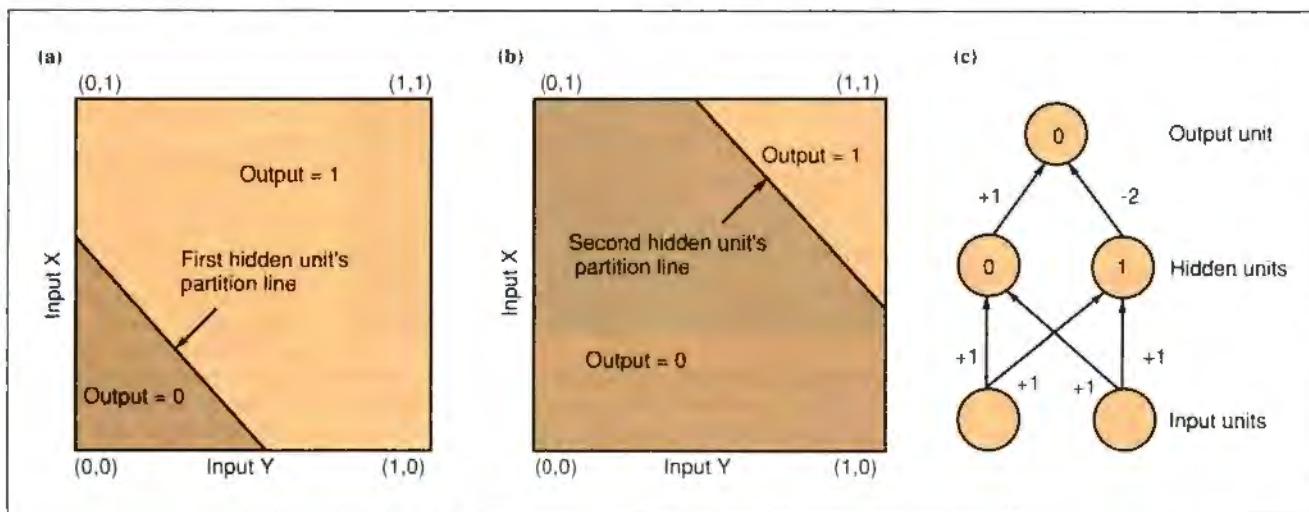 (a)
(0,1) (1,1)
Output = 1
First hidden unit's
partition line
Input X
Output = 0
(0,0) Input Y (1,0)
(b)
(0,1) (1,1)
Output = 1
Second hidden unit's
partition line
Input X
Output = 0
(0,0) Input Y (1,0)
(c)
0 Output unit
+1 -2
0 1 Hidden units
+1 +1 +1 +1
Input units